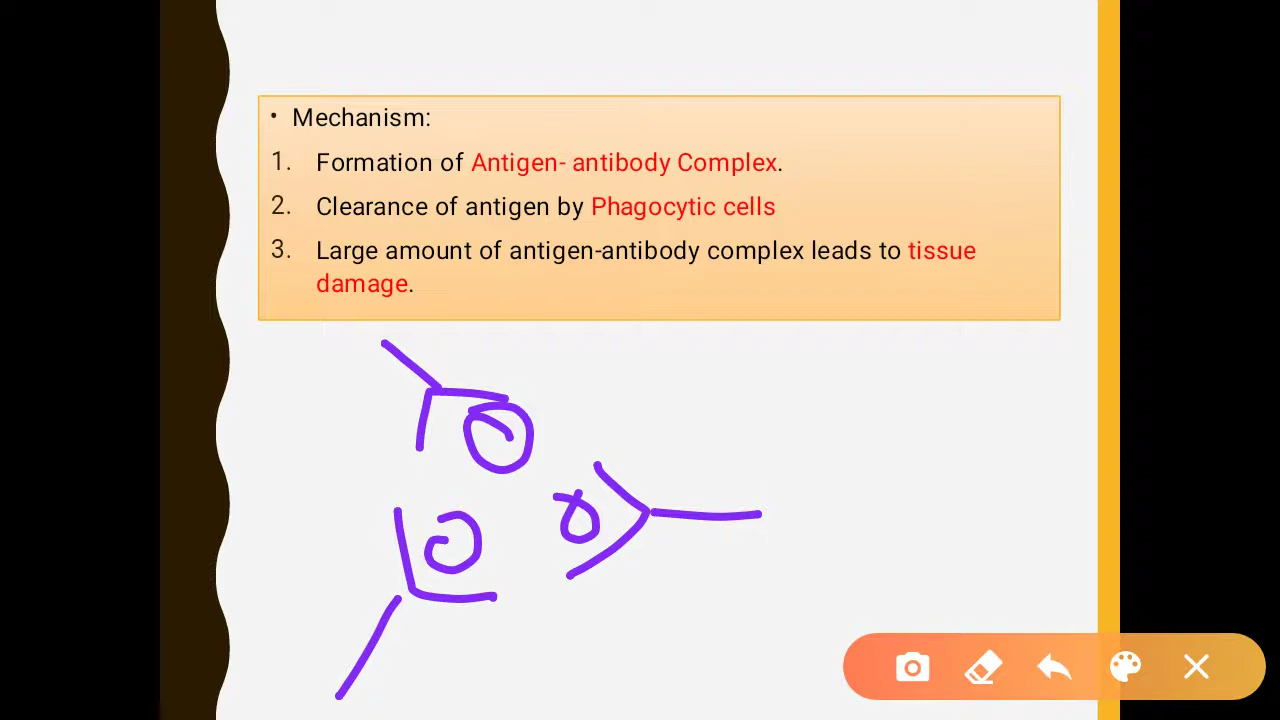 • Mechanism:
1. Formation of Antigen- antibody Complex.
2. Clearance of antigen by Phagocytic cells
3. Large amount of antigen-antibody complex leads to tissue
damage.